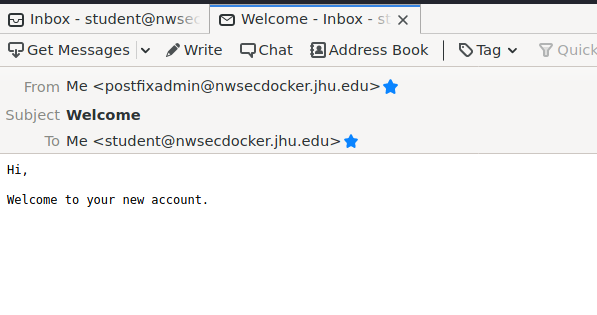 Inbox - student@nwsec
Welcome - Inbox - st
Get Messages Write Chat Address Book Tag Quick
From Me <postfixadmin@nwsecdocker.jhu.edu>
Subject Welcome
To Me <student@nwsecdocker.jhu.edu>
Hi,
Welcome to your new account.